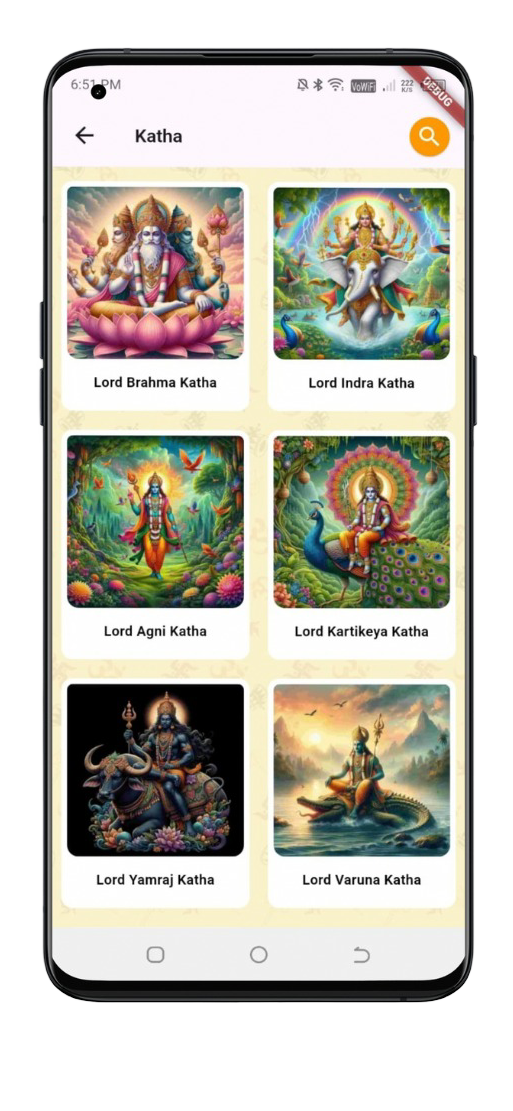 6:51 PM VoWiFi 222 K/S
DEBUG
Katha
Lord Brahma Katha
Lord Indra Katha
Lord Agni Katha
Lord Kartikeya Katha
Lord Yamraj Katha
Lord Varuna Katha